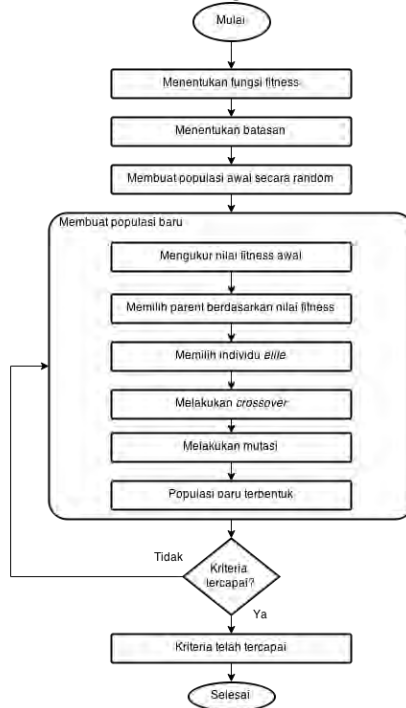 Mulai
Menentukan fungsi fitness
Menentukan batasan
Membuat populasi awal secara random
Membuat populasi baru
Mengukur nilai fitness awal
Memilih parent berdasarkan nilai fitness
Memilih individu elite
Melakukan crossover
Melakukan mutasi
Populasi baru terbentuk
Tidak
Kriteria
tercapai?
Ya
Kriteria telah tercapai
Selesai